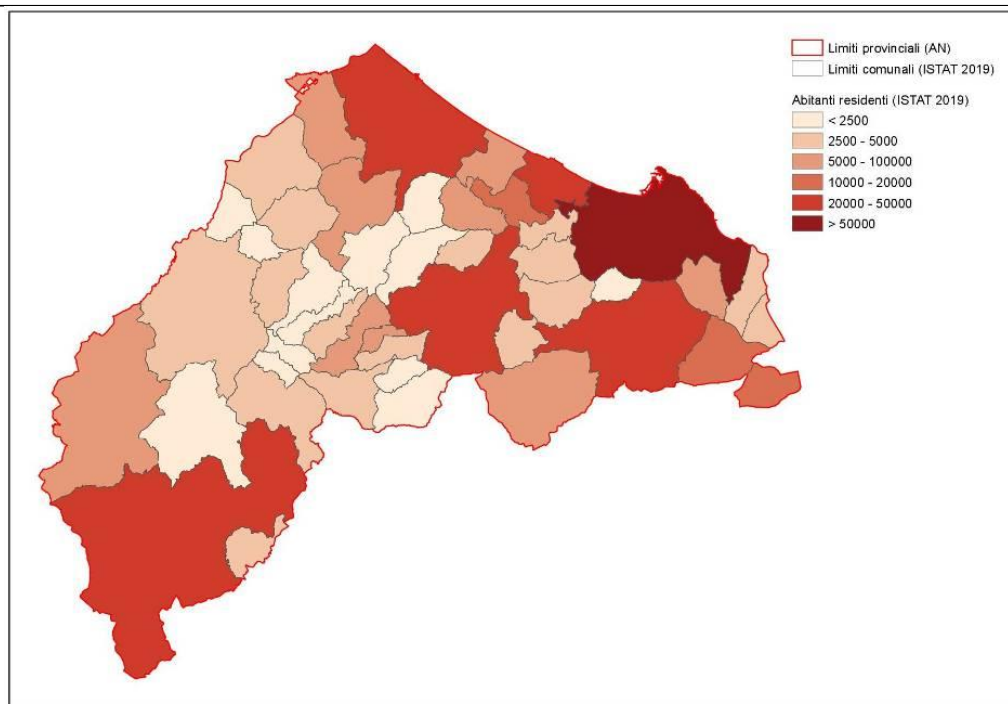 Limiti provinciali (AN)
Limiti comunali (ISTAT 2019)
Abitanti residenti (ISTAT 2019)
< 2500
2500 - 5000
5000 - 100000
10000 - 20000
20000 - 50000
> 50000